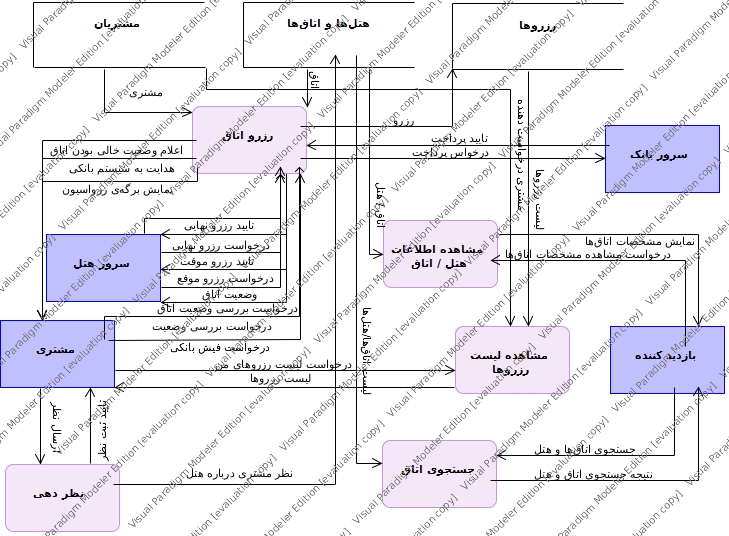 مشتریان
هتل‌ها و اتاق‌ها
رزروها
مشتری
اتاق
رزرو اتاق
رزرو
تایید پرداخت
درخواس پرداخت
سرور بانک
اعلام وضعیت خالی بودن اتاق
هدایت به سیستم بانکی
نمایش برگه‌ی رزرواسیون
مشتری درخواست دهنده
لیست رزروها
اتاق / هتل
تایید رزرو نهایی
درخواست رزرو نهایی
تایید رزرو موقت
درخواست رزرو موقع
وضعیت اتاق
درخواست بررسی وضعیت اتاق
سرور هتل
مشاهده اطلاعات
هتل / اتاق
نمایش مشخصات اتاق‌ها
درخواست مشاهده مشخصات اتاق‌ها
درخواست بررسی وضعیت
درخواست فیش بانکی
مشتری
درخواست لیست رزروهای من
لیست رزروها
لیست اتاق‌ها/هتل‌ها
مشاهده لیست
رزروها
بازدید کننده
ارسال نظر
ثبت نظر
نظر دهی
نظر مشتری درباره هتل
جستجوی اتاق
جستجوی اتاق‌ها و هتل
نتیجه جستجوی اتاق و هتل
Visual Paradigm Modeler Edition [evaluation copy]